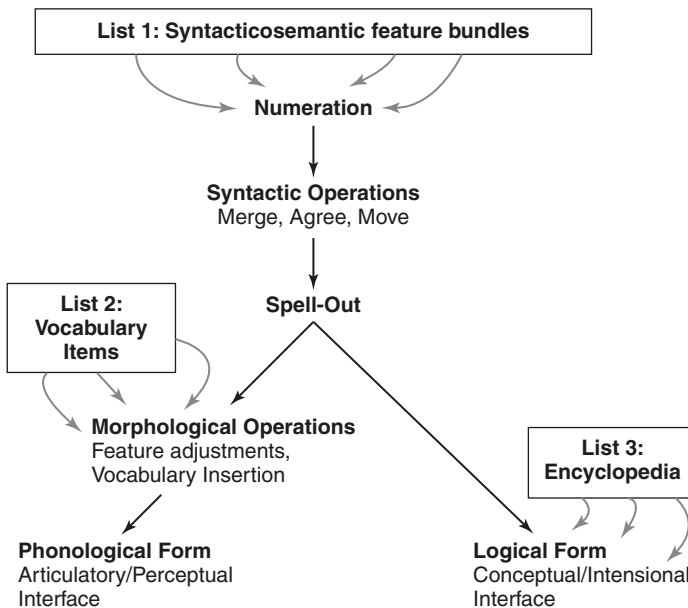 List 1: Syntacticosemantic feature bundles
Numeration
Syntactic Operations
Merge, Agree, Move
Spell-Out
List 2:
Vocabulary
Items
Morphological Operations
Feature adjustments,
Vocabulary Insertion
List 3:
Encyclopedia
Phonological Form
Articulatory/Perceptual
Interface
Logical Form
Conceptual/Intensional
Interface